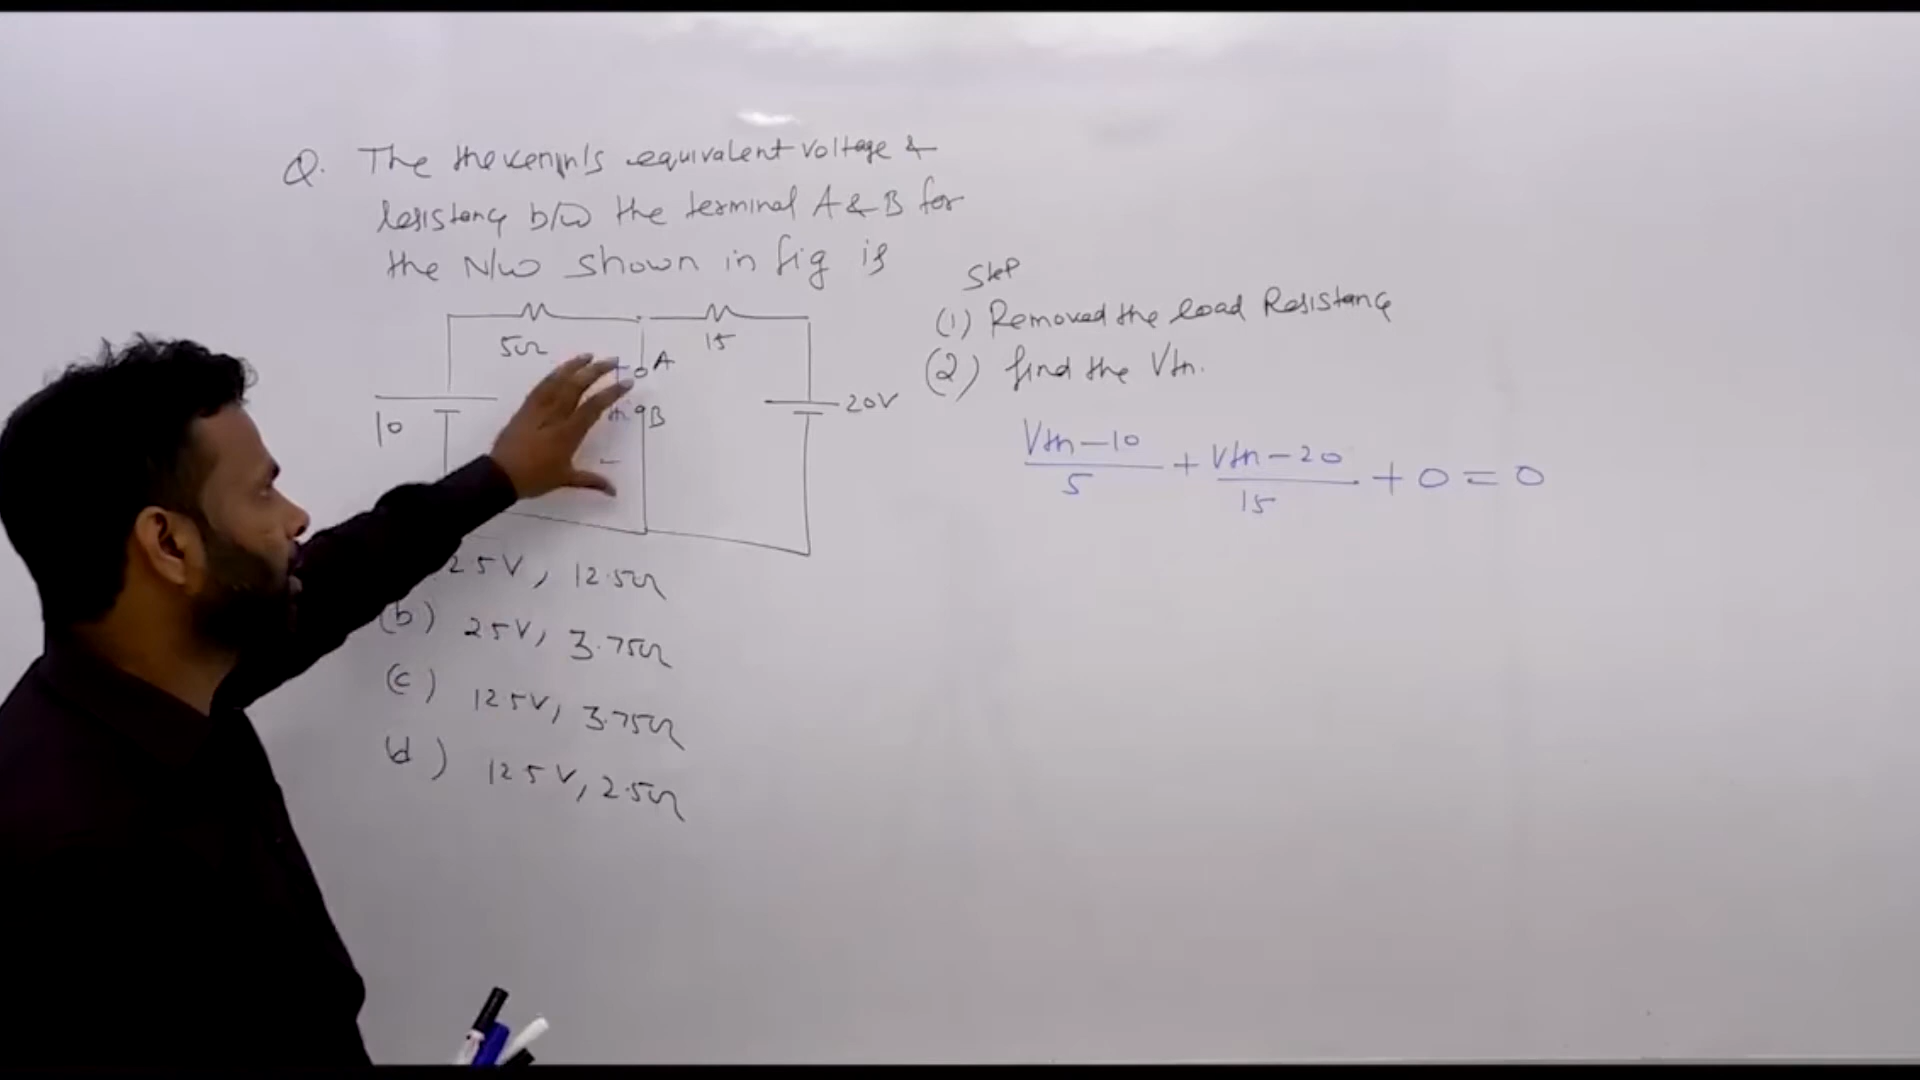 Q. The thevenin's equivalent voltage &
resistance b/w the terminal A & B for
the N/w shown in fig is
5Ω
15
A
B
10
20V
25V, 12.5Ω
(b) 25V, 3.75Ω
(c) 12.5V, 3.75Ω
(d) 12.5V, 2.5Ω
Step
(1) Removed the load Resistance
(2) find the Vth.
Vth-10/5 + Vth-20/15 + 0 = 0